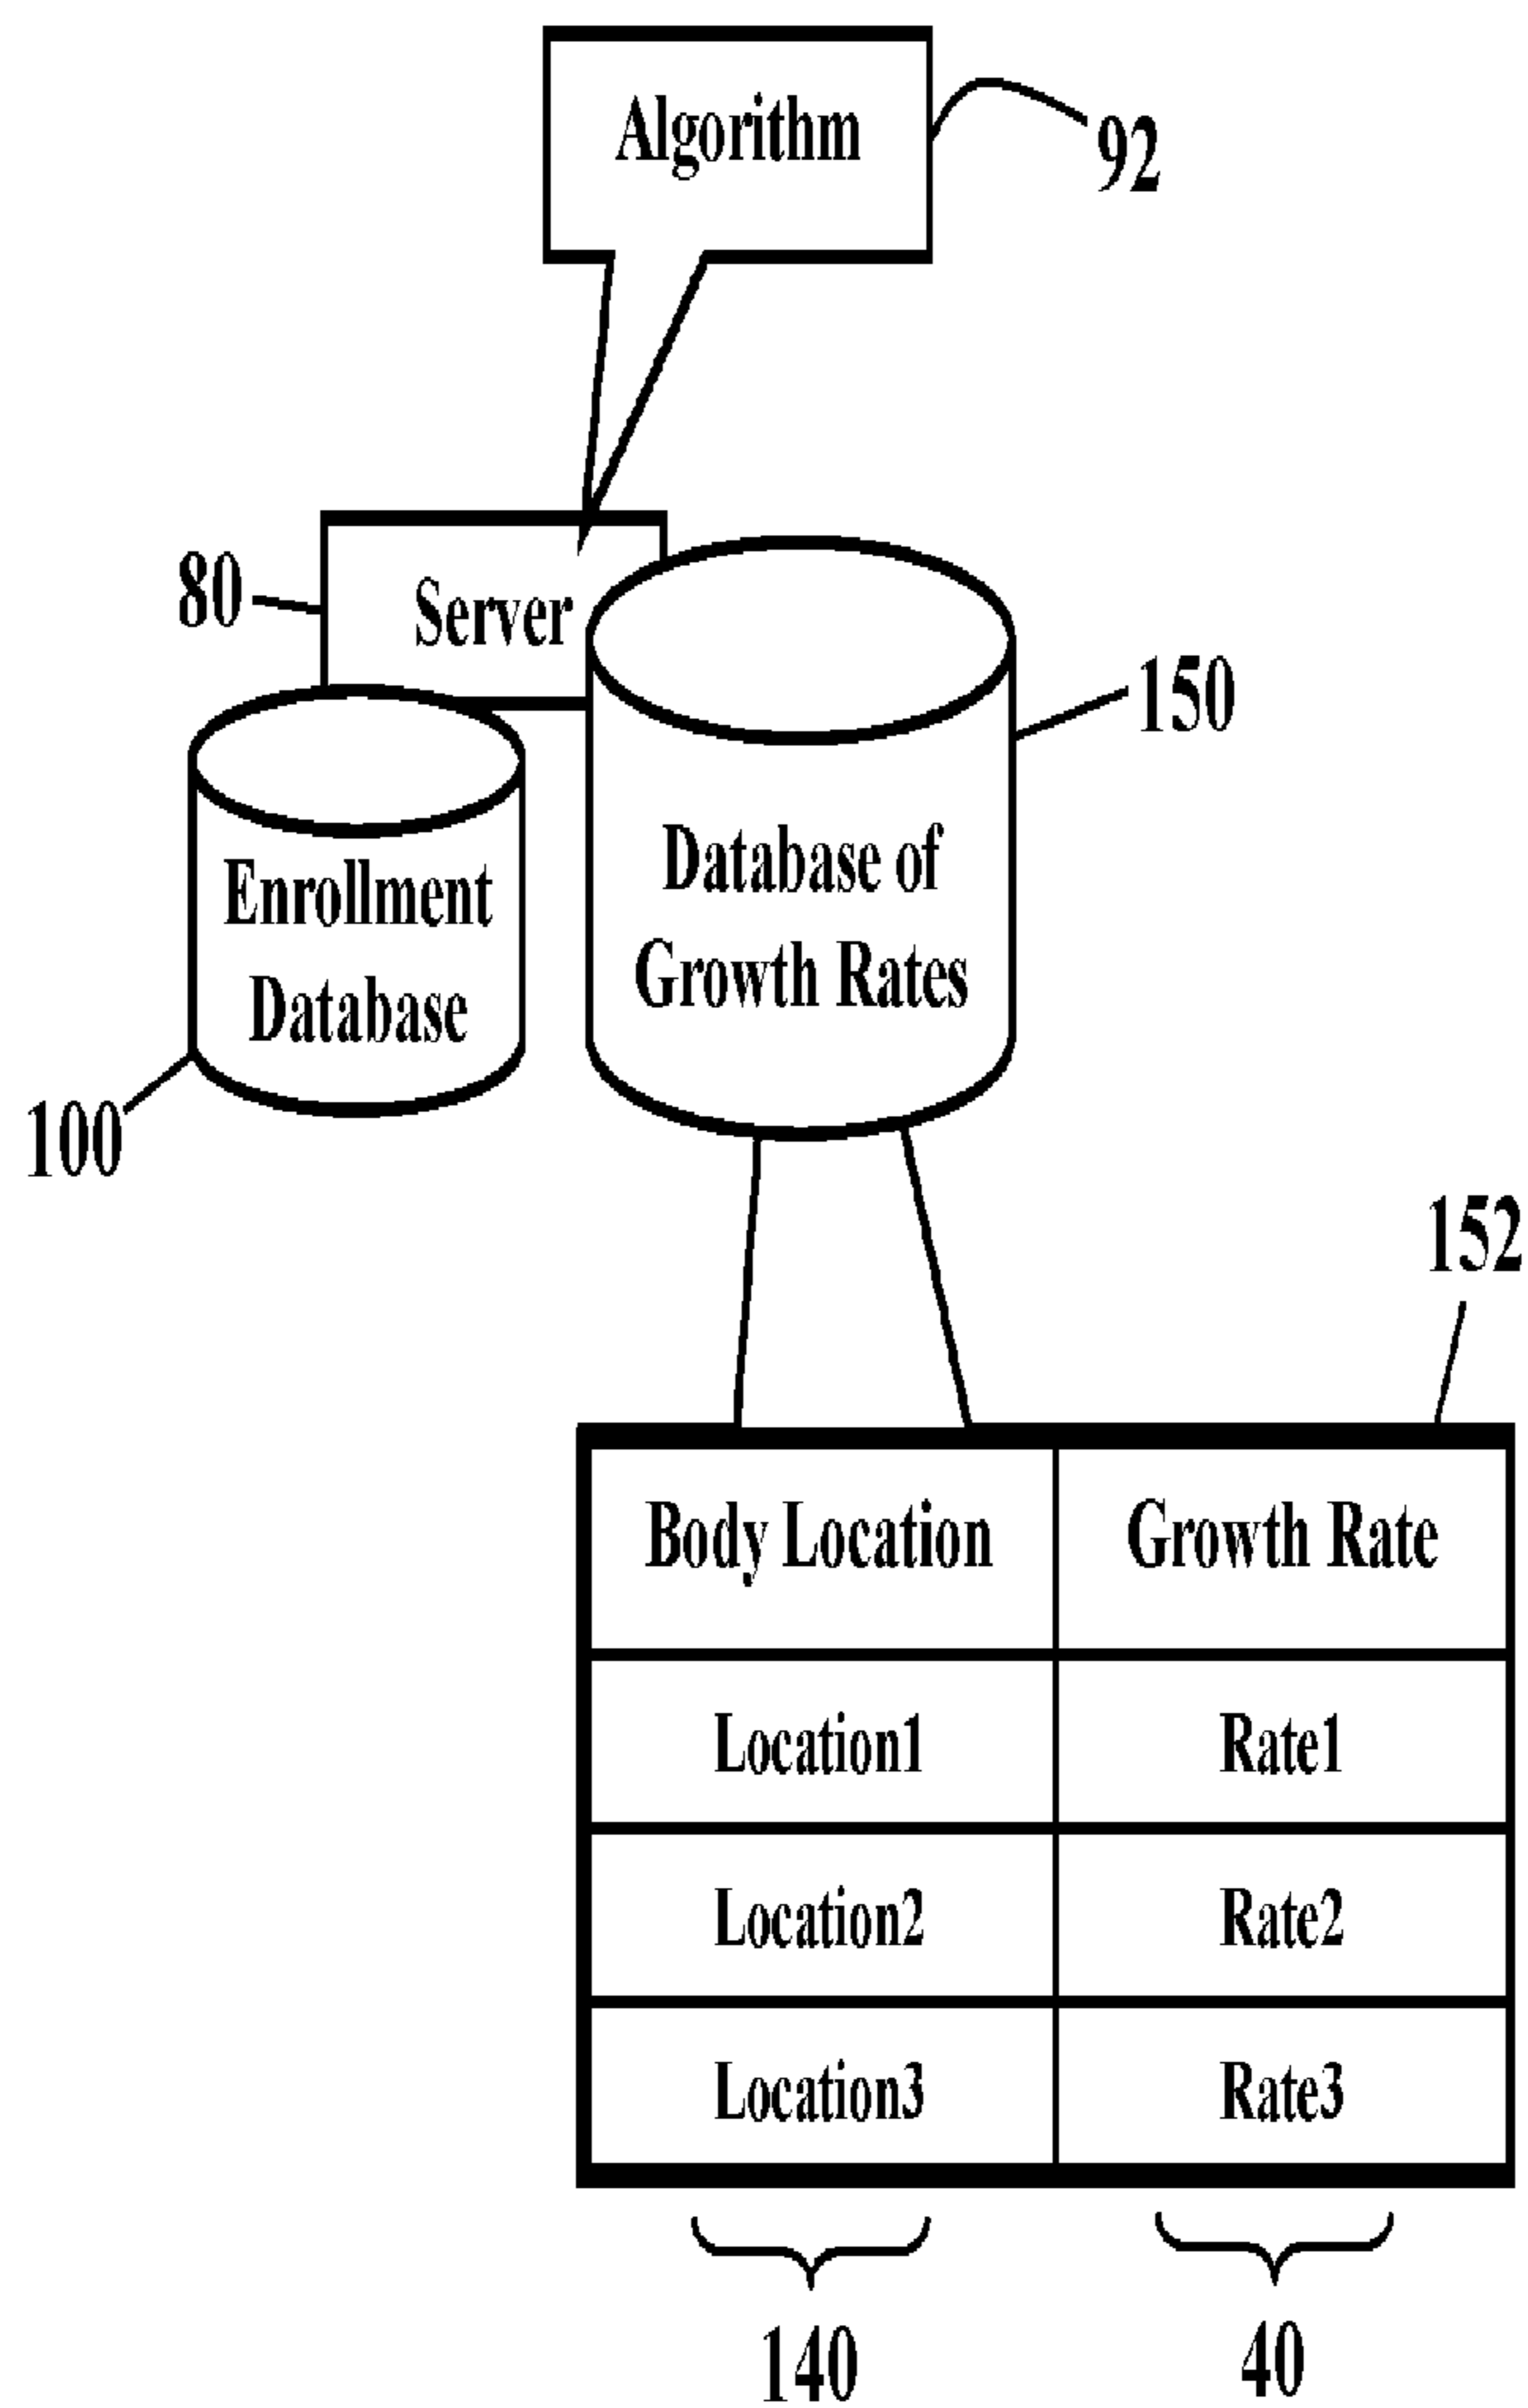 Algorithm
92
80
Server
150
Database of
Growth Rates
Enrollment
Database
100
152
Body Location Growth Rate
Location1 Rate1
Location2 Rate2
Location3 Rate3
140 40